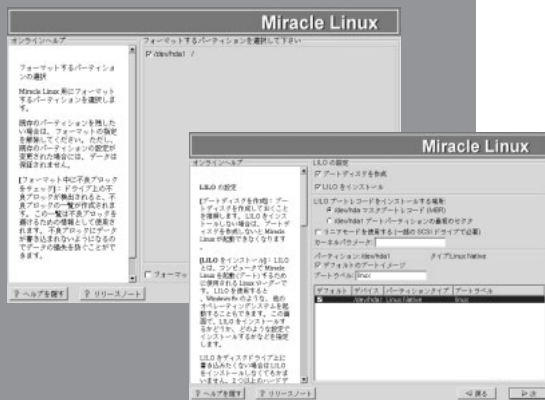 Miracle Linux
オンラインヘルプ
フォーマットするパーティションを選択して下さい
フォーマットするパーティショ
ンの選択
Miracle Linux 用にフォーマット
するパーティションを選択しま
す。
既存のパーティションを残した
い場合は、フォーマットの指定
を解除してください。ただし、
既存のパーティションの設定が
変更された場合には、データは
保証されません。
[フォーマット中に不良ブロック
をチェック]：ドライブ上の不
良ブロックが検出されると、不
良ブロックの一覧が作成されま
す。この一覧は不良ブロックを
避けるための情報として使用さ
れます。不良ブロックにデータ
が書き込まれないようになるの
でデータの損失を防ぐことがで
きます。
/dev/hda1 /
フォーマッ
? ヘルプを隠す
? リリースノート
Miracle Linux
オンラインヘルプ
LILO の設定
LILO の設定
[ブートディスクを作成]：ブー
トディスクを作成しておくこと
を推奨します。LILO をインス
トールしない場合は、ブートデ
ィスクを作成しないと Miracle
Linux が起動できなくなります
。
[LILO をインストール]：LILO
とは、コンピュータで Miracle
Linux を起動(ブート)するため
に使用される Linux ローダーで
す。LILO を使用すると
、Windows 9x のような、他の
オペレーティングシステムを起
動することもできます。この画
面で、LILO をインストールす
るかどうか、どのような設定で
インストールするかなどを指定
します。
LILO をディスクドライブ上に
書き込みたくない場合はLILO
をインストールしなくてもかま
いません。2つ以上のハードデ
ブートディスクを作成
LILO をインストール
LILO ブートレコードをインストールする場所:
/dev/hda マスタブートレコード (MBR)
/dev/hda1 ブートパーティションの最初のセクタ
リニアモードを使用する(一部の SCSI ドライブで必要)
カーネルパラメータ:
パーティション:/dev/hda1 タイプ:Linux Native
デフォルトのブートイメージ
ブートラベル: linux
デフォルト デバイス パーティションタイプ ブートラベル
/dev/hda1 Linux Native linux
? ヘルプを隠す
? リリースノート
戻る
次